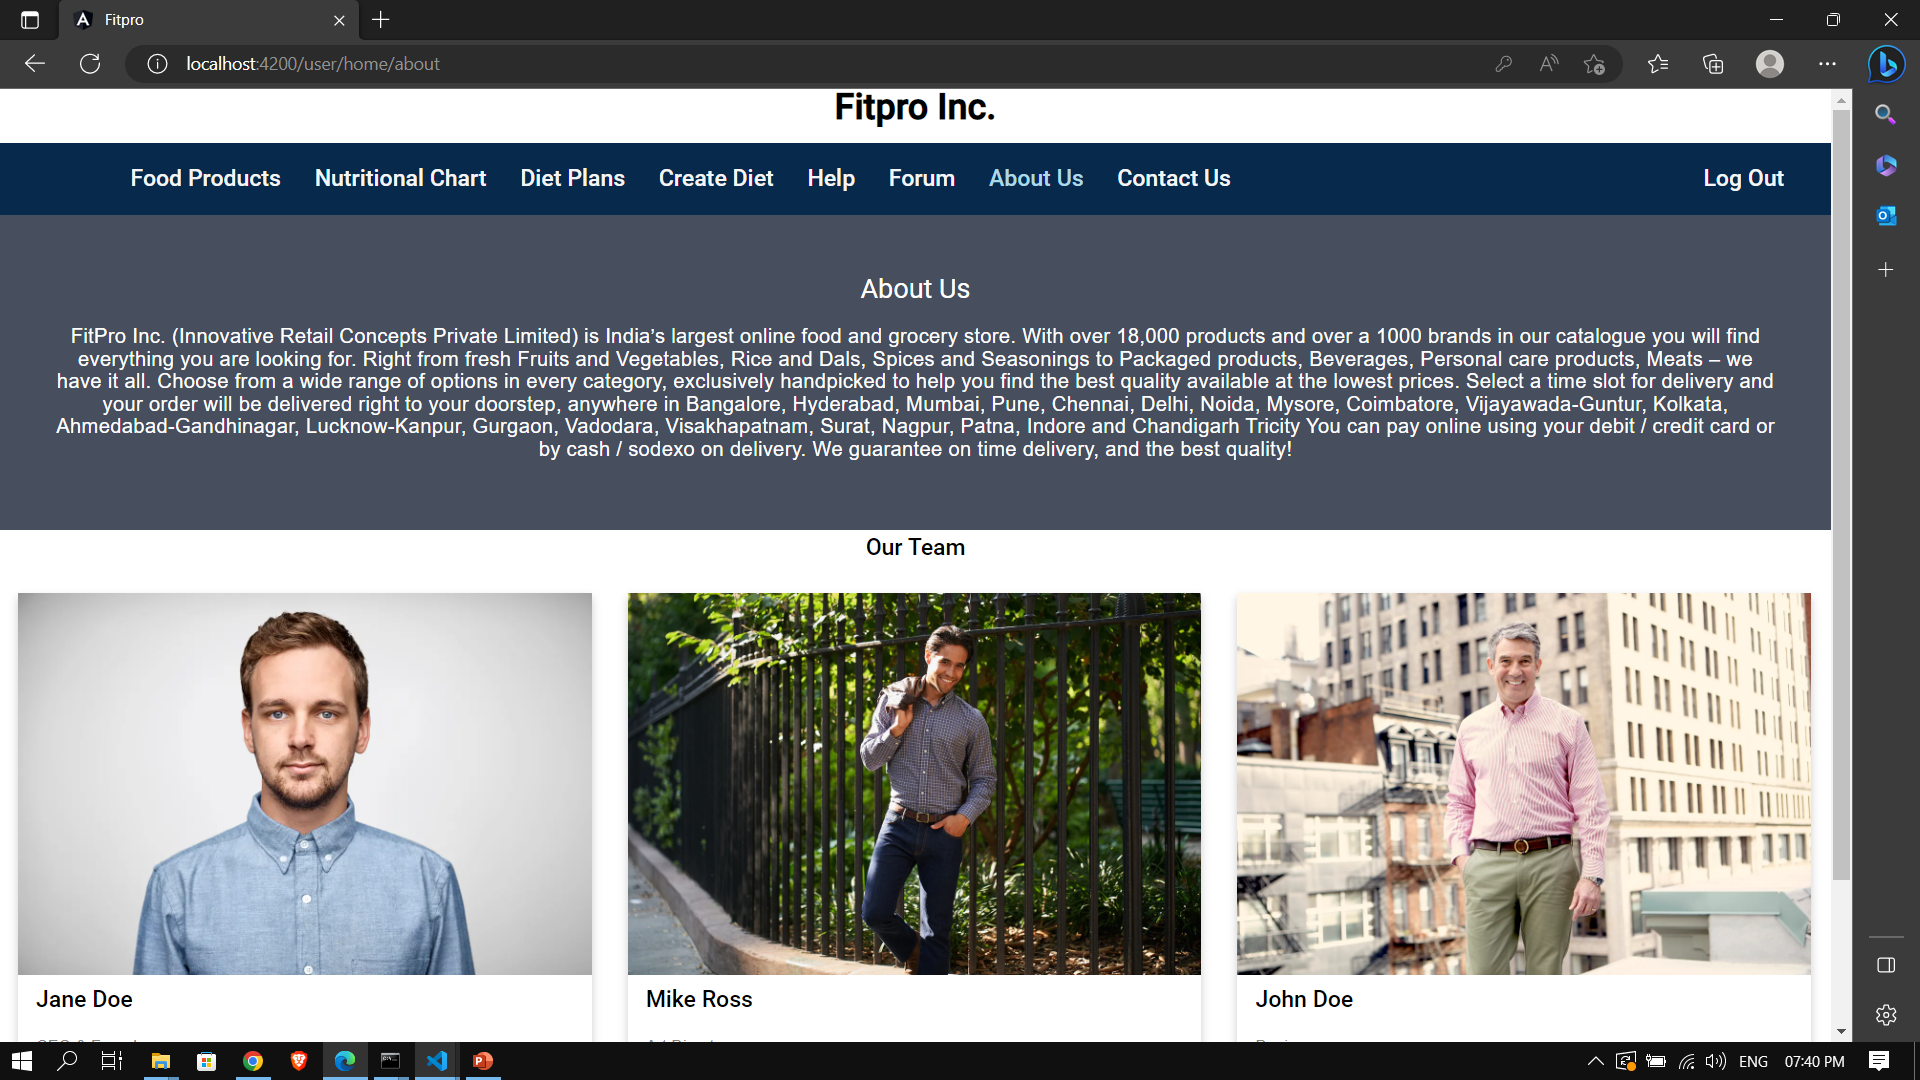 Fitpro
localhost:4200/user/home/about
Fitpro Inc.
Food Products Nutritional Chart Diet Plans Create Diet Help Forum About Us Contact Us Log Out
About Us
FitPro Inc. (Innovative Retail Concepts Private Limited) is India’s largest online food and grocery store. With over 18,000 products and over a 1000 brands in our catalogue you will find
everything you are looking for. Right from fresh Fruits and Vegetables, Rice and Dals, Spices and Seasonings to Packaged products, Beverages, Personal care products, Meats – we
have it all. Choose from a wide range of options in every category, exclusively handpicked to help you find the best quality available at the lowest prices. Select a time slot for delivery and
your order will be delivered right to your doorstep, anywhere in Bangalore, Hyderabad, Mumbai, Pune, Chennai, Delhi, Noida, Mysore, Coimbatore, Vijayawada-Guntur, Kolkata,
Ahmedabad-Gandhinagar, Lucknow-Kanpur, Gurgaon, Vadodara, Visakhapatnam, Surat, Nagpur, Patna, Indore and Chandigarh Tricity You can pay online using your debit / credit card or
by cash / sodexo on delivery. We guarantee on time delivery, and the best quality!
Our Team
Jane Doe
Mike Ross
John Doe
ENG 07:40 PM